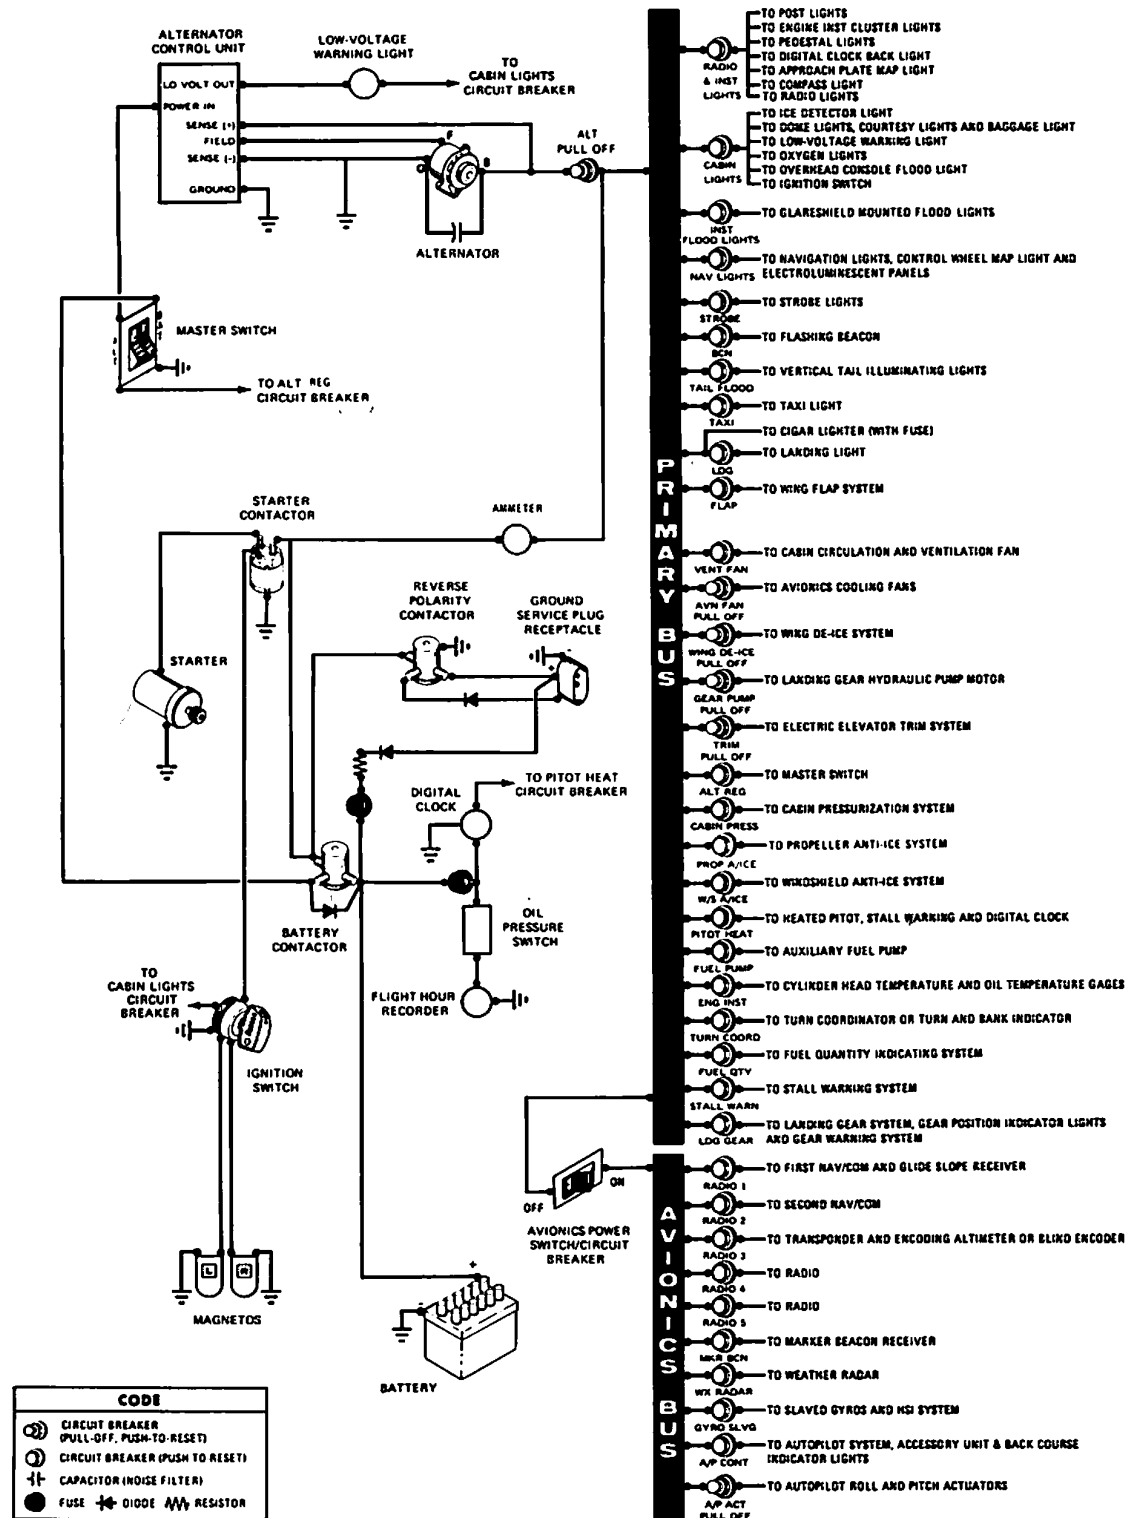 ALTERNATOR
CONTROL UNIT
LO VOLT OUT
POWER IN
SENSE (+)
FIELD
SENSE (-)
GROUND
LOW-VOLTAGE
WARNING LIGHT
TO
CABIN LIGHTS
CIRCUIT BREAKER
F
G
B
ALTERNATOR
ALT
PULL OFF
MASTER SWITCH
TO ALT REG
CIRCUIT BREAKER
STARTER
CONTACTOR
AMMETER
STARTER
REVERSE
POLARITY
CONTACTOR
GROUND
SERVICE PLUG
RECEPTACLE
- 
+
DIGITAL
CLOCK
TO PITOT HEAT
CIRCUIT BREAKER
BATTERY
CONTACTOR
OIL
PRESSURE
SWITCH
FLIGHT HOUR
RECORDER
TO
CABIN LIGHTS
CIRCUIT
BREAKER
IGNITION
SWITCH
L
R
MAGNETOS
OFF
ON
AVIONICS POWER
SWITCH/CIRCUIT
BREAKER
+
-
BATTERY
CODE
CIRCUIT BREAKER
(PULL-OFF, PUSH-TO-RESET)
CIRCUIT BREAKER (PUSH TO RESET)
CAPACITOR (NOISE FILTER)
FUSE DIODE RESISTOR
PRIMARY BUS
RADIO
& INST
LIGHTS
TO POST LIGHTS
TO ENGINE INST CLUSTER LIGHTS
TO PEDESTAL LIGHTS
TO DIGITAL CLOCK BACK LIGHT
TO APPROACH PLATE MAP LIGHT
TO COMPASS LIGHT
TO RADIO LIGHTS
CABIN
LIGHTS
TO ICE DETECTOR LIGHT
TO DOME LIGHTS, COURTESY LIGHTS AND BAGGAGE LIGHT
TO LOW-VOLTAGE WARNING LIGHT
TO OXYGEN LIGHTS
TO OVERHEAD CONSOLE FLOOD LIGHT
TO IGNITION SWITCH
INST
FLOOD LIGHTS
TO GLARESHIELD MOUNTED FLOOD LIGHTS
NAV LIGHTS
TO NAVIGATION LIGHTS, CONTROL WHEEL MAP LIGHT AND
ELECTROLUMINESCENT PANELS
STROBE
TO STROBE LIGHTS
BCN
TO FLASHING BEACON
TAIL FLOOD
TO VERTICAL TAIL ILLUMINATING LIGHTS
TAXI
TO TAXI LIGHT
TO CIGAR LIGHTER (WITH FUSE)
LDG
TO LANDING LIGHT
FLAP
TO WING FLAP SYSTEM
VENT FAN
TO CABIN CIRCULATION AND VENTILATION FAN
AVN FAN
PULL OFF
TO AVIONICS COOLING FANS
WING DE-ICE
PULL OFF
TO WING DE-ICE SYSTEM
GEAR PUMP
PULL OFF
TO LANDING GEAR HYDRAULIC PUMP MOTOR
TRIM
PULL OFF
TO ELECTRIC ELEVATOR TRIM SYSTEM
ALT REG
TO MASTER SWITCH
CABIN PRESS
TO CABIN PRESSURIZATION SYSTEM
PROP A/ICE
TO PROPELLER ANTI-ICE SYSTEM
W/S A/ICE
TO WINDSHIELD ANTI-ICE SYSTEM
PITOT HEAT
TO HEATED PITOT, STALL WARNING AND DIGITAL CLOCK
FUEL PUMP
TO AUXILIARY FUEL PUMP
ENG INST
TO CYLINDER HEAD TEMPERATURE AND OIL TEMPERATURE GAGES
TURN COORD
TO TURN COORDINATOR OR TURN AND BANK INDICATOR
FUEL QTY
TO FUEL QUANTITY INDICATING SYSTEM
STALL WARN
TO STALL WARNING SYSTEM
LDG GEAR
TO LANDING GEAR SYSTEM, GEAR POSITION INDICATOR LIGHTS
AND GEAR WARNING SYSTEM
AVIONICS BUS
RADIO 1
TO FIRST NAV/COM AND GLIDE SLOPE RECEIVER
RADIO 2
TO SECOND NAV/COM
RADIO 3
TO TRANSPONDER AND ENCODING ALTIMETER OR BLIND ENCODER
RADIO 4
TO RADIO
RADIO 5
TO RADIO
MKR BCN
TO MARKER BEACON RECEIVER
WX RADAR
TO WEATHER RADAR
GYRO SLVG
TO SLAVED GYROS AND HSI SYSTEM
A/P CONT
TO AUTOPILOT SYSTEM, ACCESSORY UNIT & BACK COURSE
INDICATOR LIGHTS
A/P ACT
PULL OFF
TO AUTOPILOT ROLL AND PITCH ACTUATORS